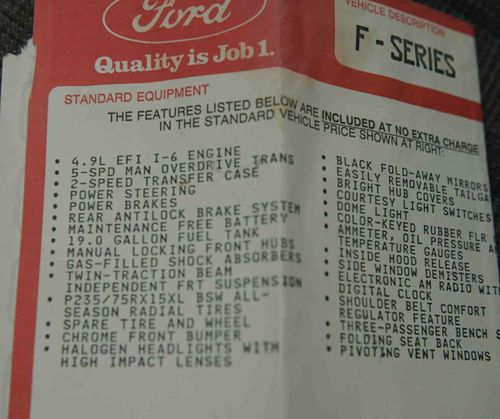 Ford
Quality is Job 1.
VEHICLE DESCRIPTION
F-SERIES
STANDARD EQUIPMENT
THE FEATURES LISTED BELOW ARE INCLUDED AT NO EXTRA CHARGE
IN THE STANDARD VEHICLE PRICE SHOWN AT RIGHT:
• 4.9L EFI I-6 ENGINE
• 5-SPD MAN OVERDRIVE TRANS
• 2-SPEED TRANSFER CASE
• POWER STEERING
• POWER BRAKES
• REAR ANTILOCK BRAKE SYSTEM
• MAINTENANCE FREE BATTERY
• 19.0 GALLON FUEL TANK
• MANUAL LOCKING FRONT HUBS
• GAS-FILLED SHOCK ABSORBERS
• TWIN-TRACTION BEAM
INDEPENDENT FRT SUSPENSION
• P235/75RX15XL BSW ALL-
SEASON RADIAL TIRES
• SPARE TIRE AND WHEEL
• CHROME FRONT BUMPER
• HALOGEN HEADLIGHTS WITH
HIGH IMPACT LENSES
• BLACK FOLD-AWAY MIRRORS
• EASILY REMOVABLE TAILGA
• BRIGHT HUB COVERS
• COURTESY LIGHT SWITCHES
• DOME LIGHT
• COLOR-KEYED RUBBER FLR
• AMMETER, OIL PRESSURE
TEMPERATURE GAUGES
• INSIDE HOOD RELEASE
• SIDE WINDOW DEMISTERS
• ELECTRONIC AM RADIO WIT
DIGITAL CLOCK
• SHOULDER BELT COMFORT
REGULATOR FEATURE
• THREE-PASSENGER BENCH S
• FOLDING SEAT BACK
• PIVOTING VENT WINDOWS